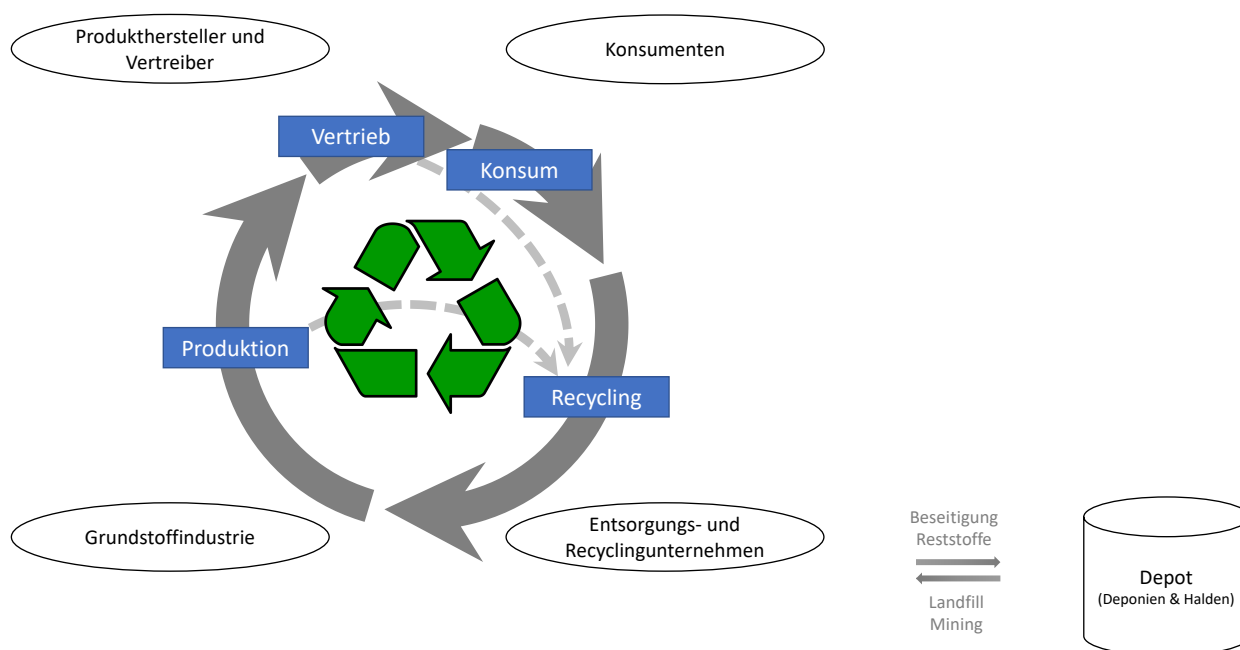 Produkthersteller und
Vertreiber
Konsumenten
Vertrieb
Konsum
Produktion
Recycling
Grundstoffindustrie
Entsorgungs- und
Recyclingunternehmen
Beseitigung
Reststoffe
Landfill
Mining
Depot
(Deponien & Halden)